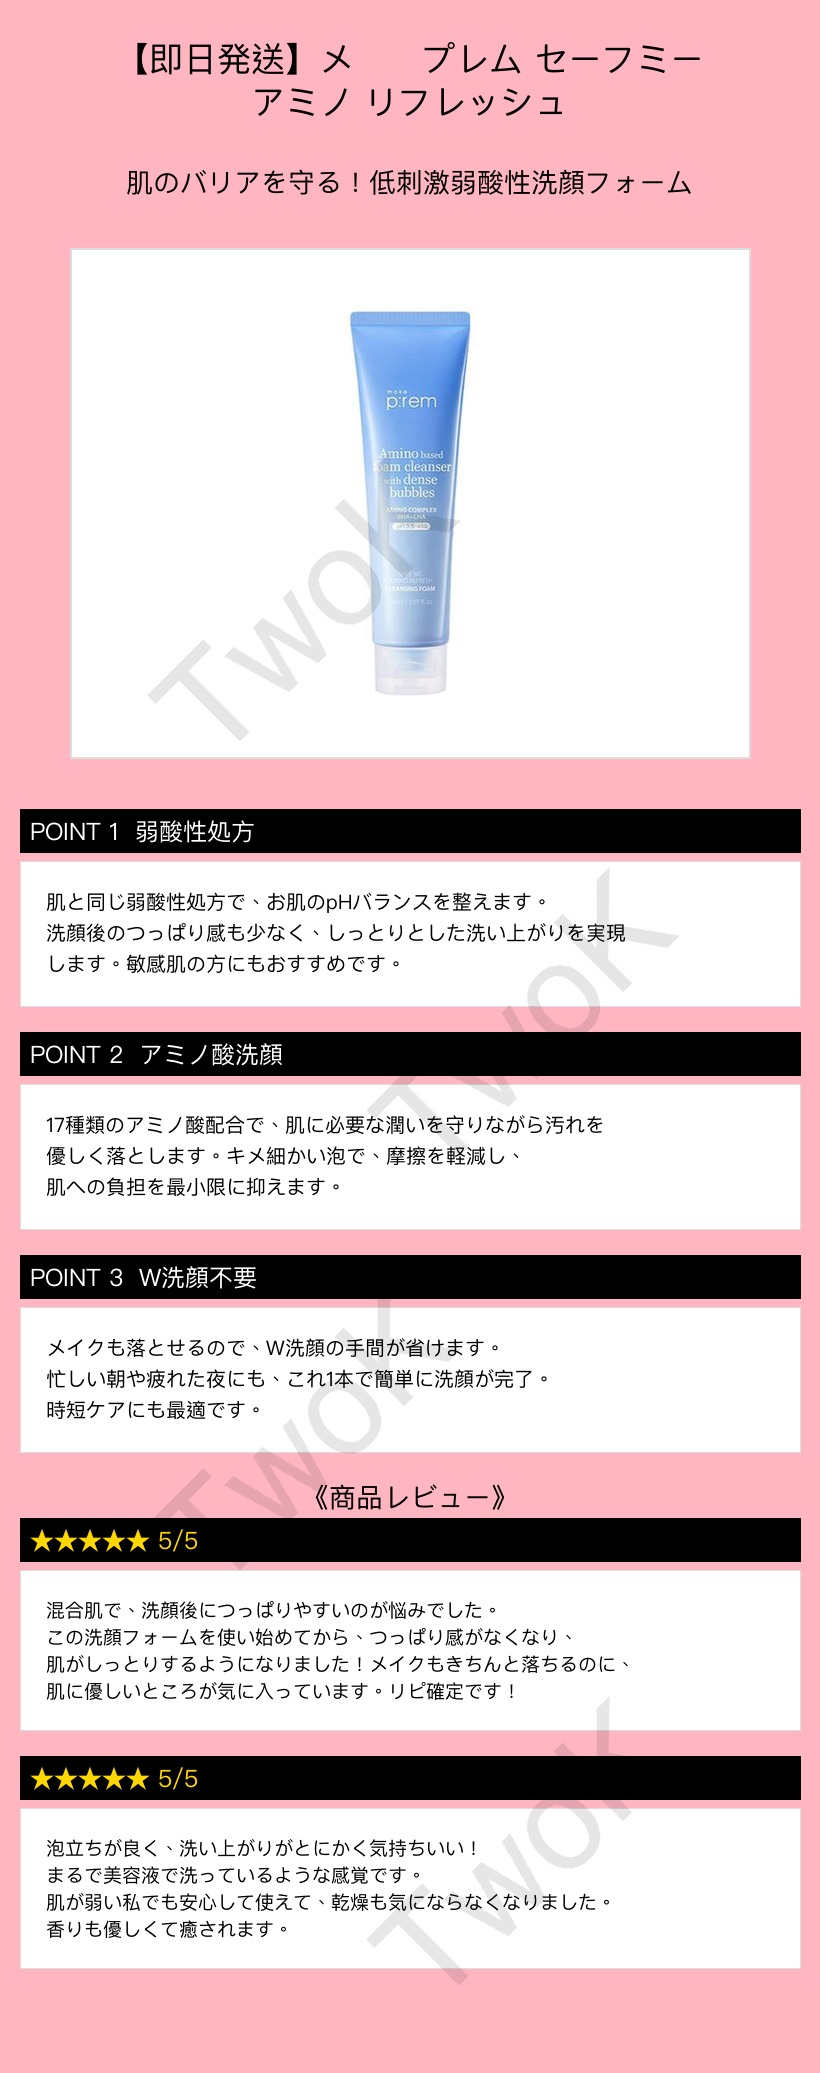 【即日発送】メ　　プレム セーフミー
アミノ リフレッシュ
肌のバリアを守る！低刺激弱酸性洗顔フォーム
make
p:rem
Amino based
foam cleanser
with dense
bubbles
AMINO COMPLEX
BHA+LHA
CLEANSING FOAM
TwoK
POINT 1 弱酸性処方
肌と同じ弱酸性処方で、お肌のpHバランスを整えます。
洗顔後のつっぱり感も少なく、しっとりとした洗い上がりを実現
します。敏感肌の方にもおすすめです。
TwoK
POINT 2 アミノ酸洗顔
17種類のアミノ酸配合で、肌に必要な潤いを守りながら汚れを
優しく落とします。キメ細かい泡で、摩擦を軽減し、
肌への負担を最小限に抑えます。
POINT 3 W洗顔不要
メイクも落とせるので、W洗顔の手間が省けます。
忙しい朝や疲れた夜にも、これ1本で簡単に洗顔が完了。
時短ケアにも最適です。
TwoK
《商品レビュー》
★★★★★ 5/5
混合肌で、洗顔後につっぱりやすいのが悩みでした。
この洗顔フォームを使い始めてから、つっぱり感がなくなり、
肌がしっとりするようになりました！メイクもきちんと落ちるのに、
肌に優しいところが気に入っています。リピ確定です！
★★★★★ 5/5
泡立ちが良く、洗い上がりがとにかく気持ちいい！
まるで美容液で洗っているような感覚です。
肌が弱い私でも安心して使えて、乾燥も気にならなくなりました。
香りも優しくて癒されます。
TwoK